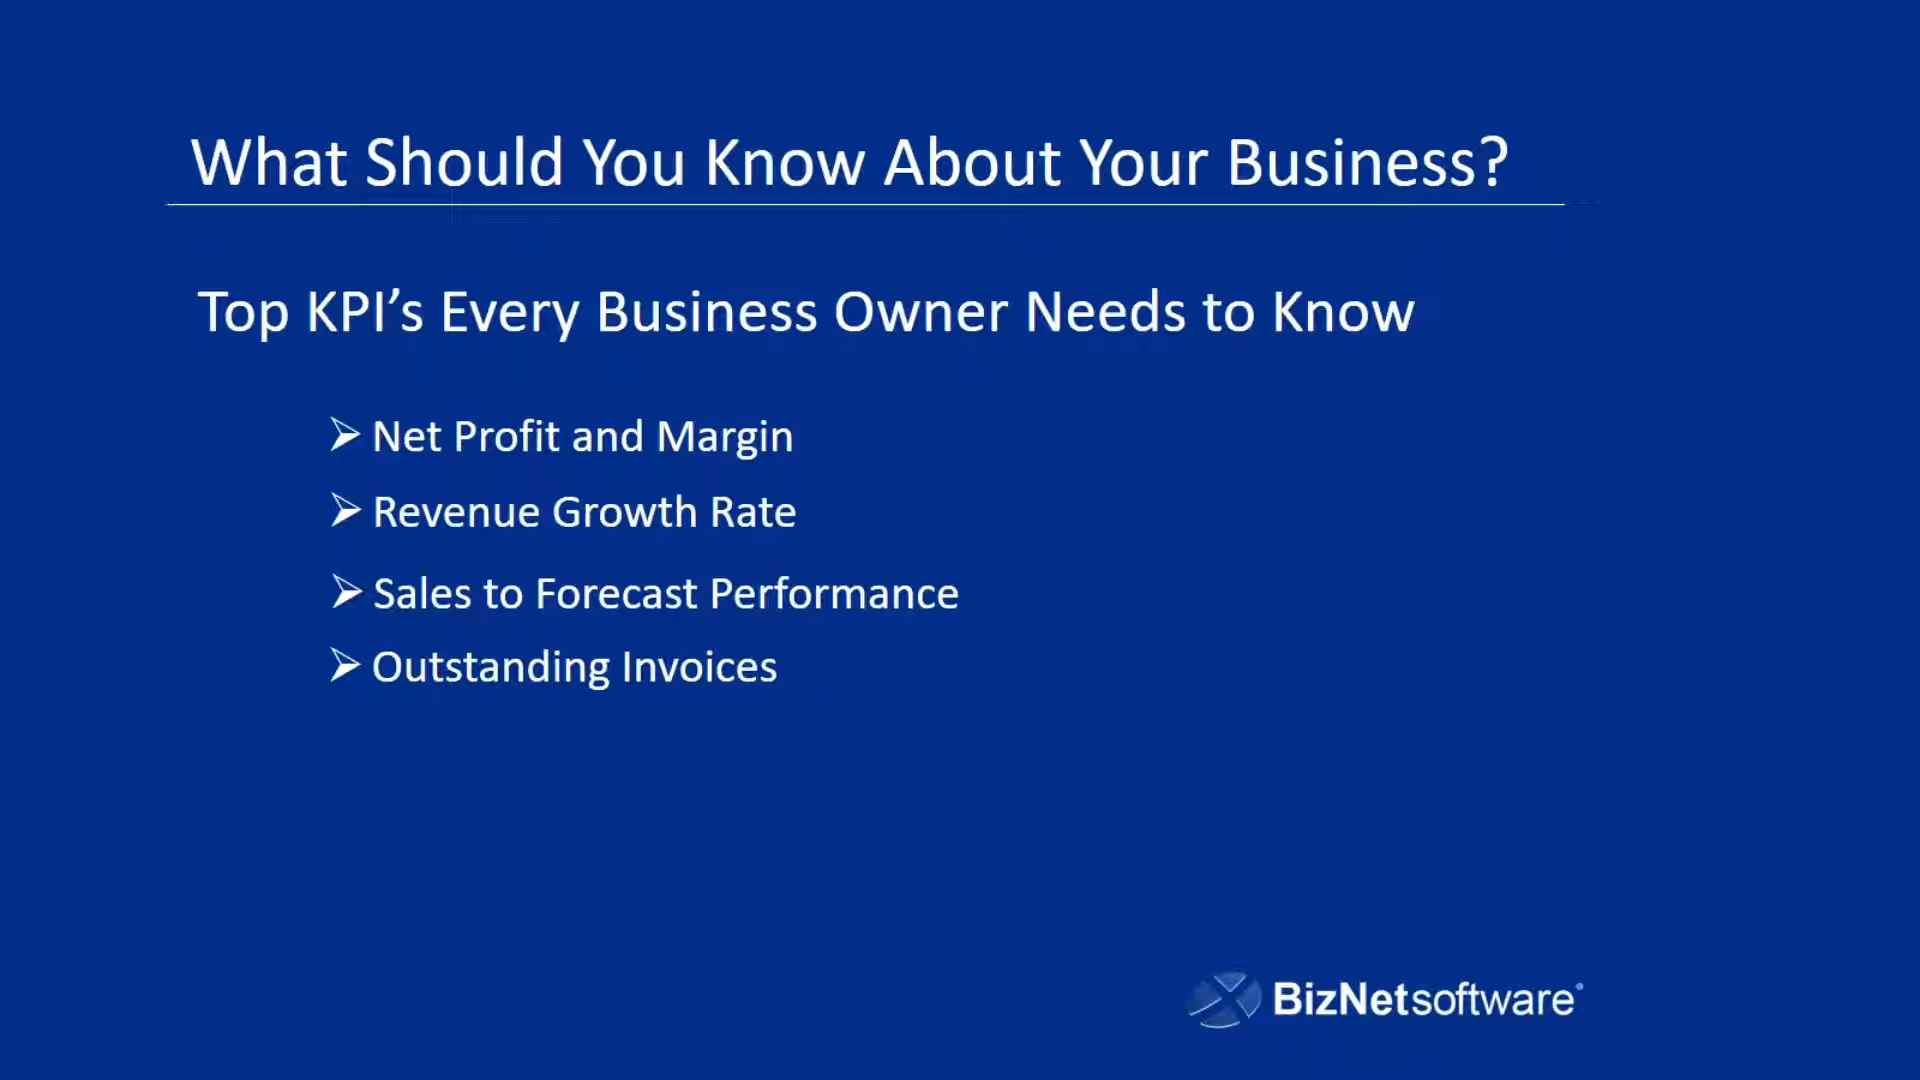 What Should You Know About Your Business?
Top KPI’s Every Business Owner Needs to Know
➢ Net Profit and Margin
➢ Revenue Growth Rate
➢ Sales to Forecast Performance
➢ Outstanding Invoices
BizNetsoftware